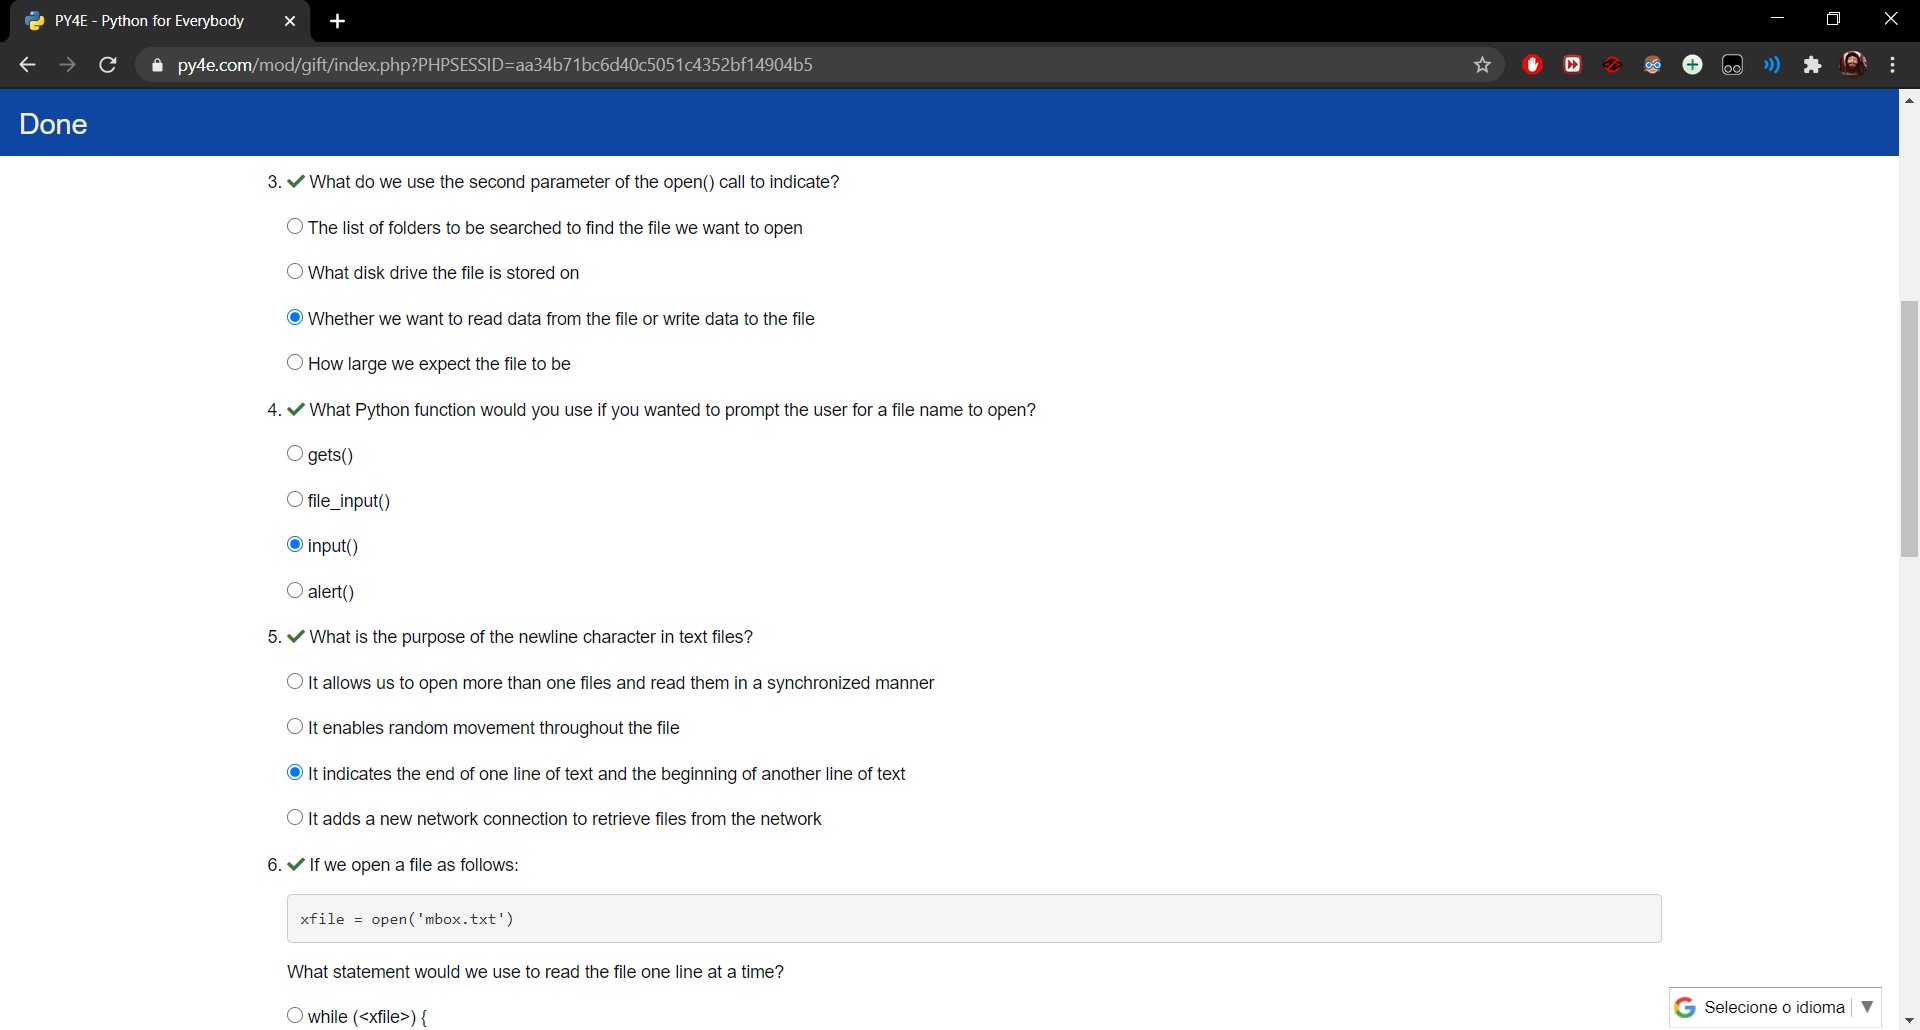 PY4E - Python for Everybody
py4e.com/mod/gift/index.php?PHPSESSID=aa34b71bc6d40c5051c4352bf14904b5
Done
3. What do we use the second parameter of the open() call to indicate?
The list of folders to be searched to find the file we want to open
What disk drive the file is stored on
Whether we want to read data from the file or write data to the file
How large we expect the file to be
4. What Python function would you use if you wanted to prompt the user for a file name to open?
gets()
file_input()
input()
alert()
5. What is the purpose of the newline character in text files?
It allows us to open more than one files and read them in a synchronized manner
It enables random movement throughout the file
It indicates the end of one line of text and the beginning of another line of text
It adds a new network connection to retrieve files from the network
6. If we open a file as follows:
xfile = open('mbox.txt')
What statement would we use to read the file one line at a time?
while (<xfile>) {
Selecione o idioma